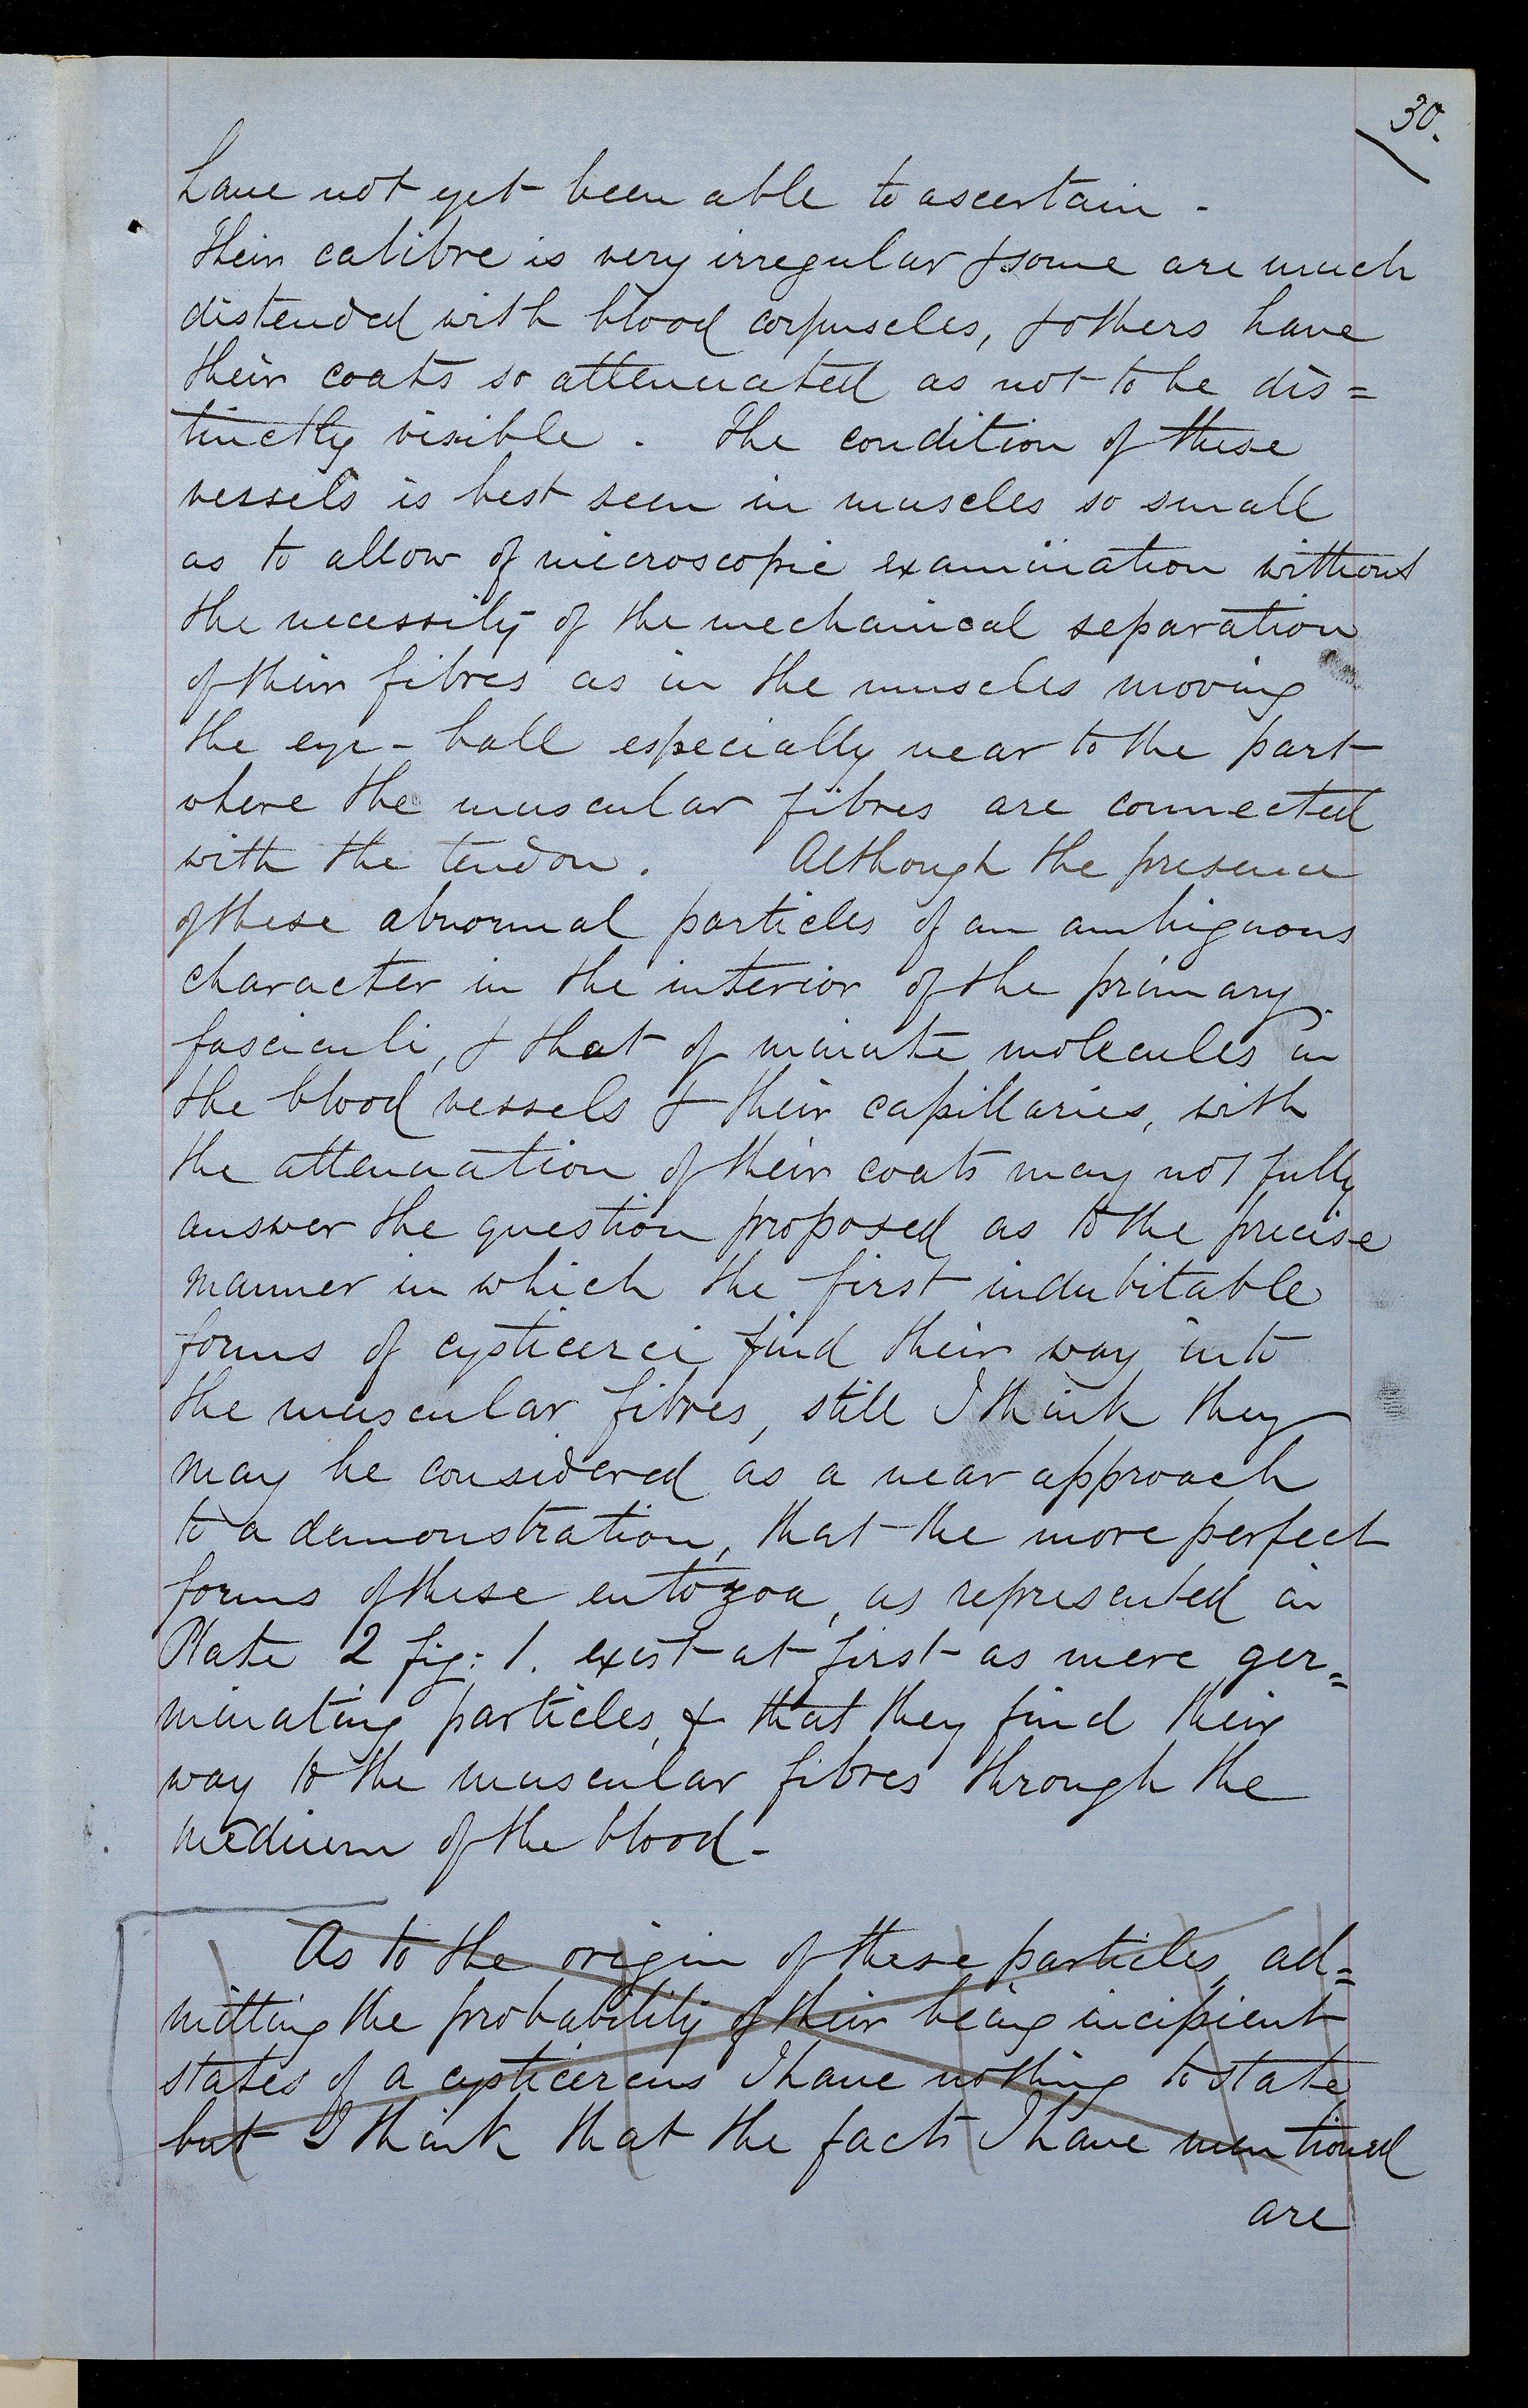 30.
have not yet been able to ascertain -
Their calibre is very irregular & some are much
distended with blood corpuscles, & others have
their coats so attenuated as not to be dis=
tinctly visible . The condition of these
vessels is best seen in muscles so small
as to allow of microscopic examination without
the necessity of the mechanical separation
of their fibres as in the muscles moving
the eye-ball especially near to the part
where the muscular fibres are connected
with the tendon. Although the presence
of these abnormal particles of an ambiguous
character in the interior of the primary
fasciculi, & that of minute molecules in
the blood vessels & their capillaries, with
the attenuation of their coats may not fully
answer the question proposed as to the precise
manner in which the first indubitable
forms of cysticerci find their way into
the muscular fibres, still I think they
may be considered as a near approach
to a demonstration, that the more perfect
forms of these entozoa, as represented in
Plate 2 fig: 1. exist at first as mere ger=
minating particles, & that they find their
way to the muscular fibres through the
medium of the blood -
As to the origin of these particles, ad=
mitting the probability of their being incipient
states of a cysticercus I have nothing to state,
but I think that the facts I have mentioned
are